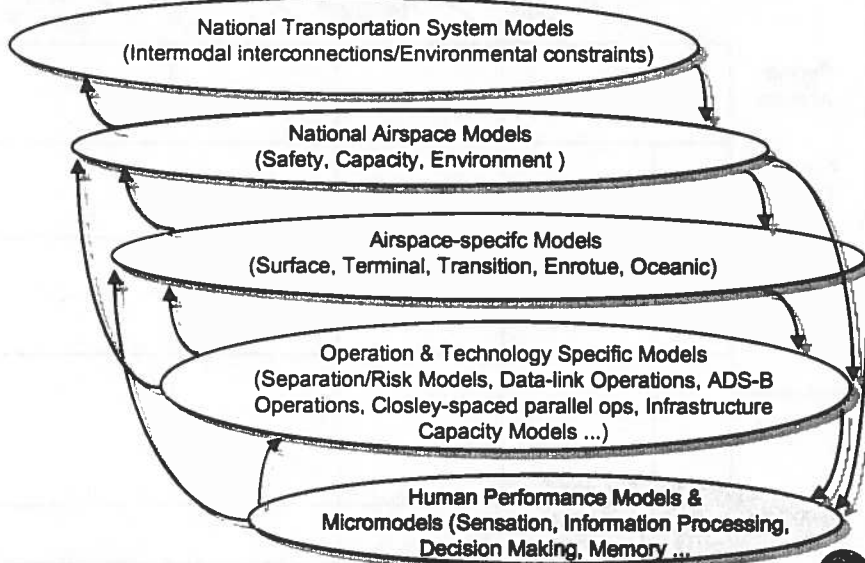 National Transportation System Models
(Intermodal interconnections/Environmental constraints)
National Airspace Models
(Safety, Capacity, Environment )
Airspace-specifc Models
(Surface, Terminal, Transition, Enrotue, Oceanic)
Operation & Technology Specific Models
(Separation/Risk Models, Data-link Operations, ADS-B
Operations, Closley-spaced parallel ops, Infrastructure
Capacity Models ...)
Human Performance Models &
Micromodels (Sensation, Information Processing,
Decision Making, Memory ...